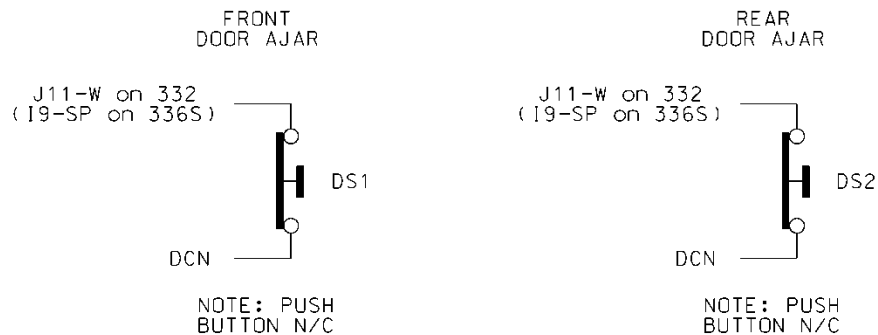 FRONT
DOOR AJAR
J11-W on 332
(I9-SP on 336S)
DS1
DCN
NOTE: PUSH
BUTTON N/C
REAR
DOOR AJAR
J11-W on 332
(I9-SP on 336S)
DS2
DCN
NOTE: PUSH
BUTTON N/C